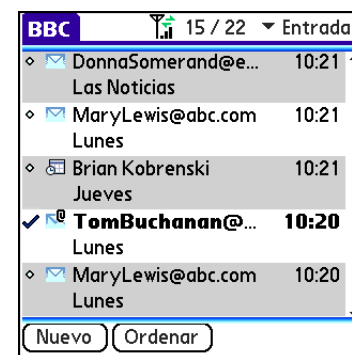 BBC 15 / 22 Entrada
DonnaSomerand@e... 10:21
Las Noticias
MaryLewis@abc.com 10:21
Lunes
Brian Kobrenski 10:21
Jueves
TomBuchanan@... 10:20
Lunes
MaryLewis@abc.com 10:20
Lunes
Nuevo Ordenar